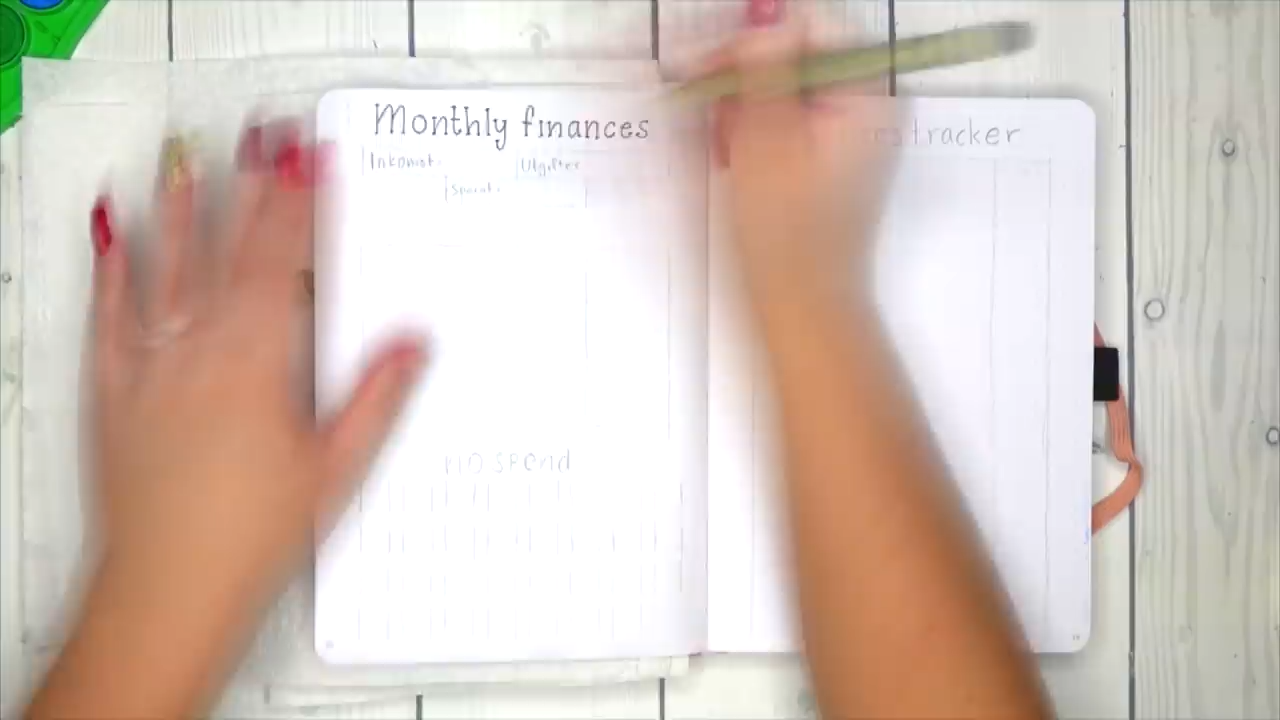 Monthly finances
tracker
Inkomst Utgifter
Sparat
No spend